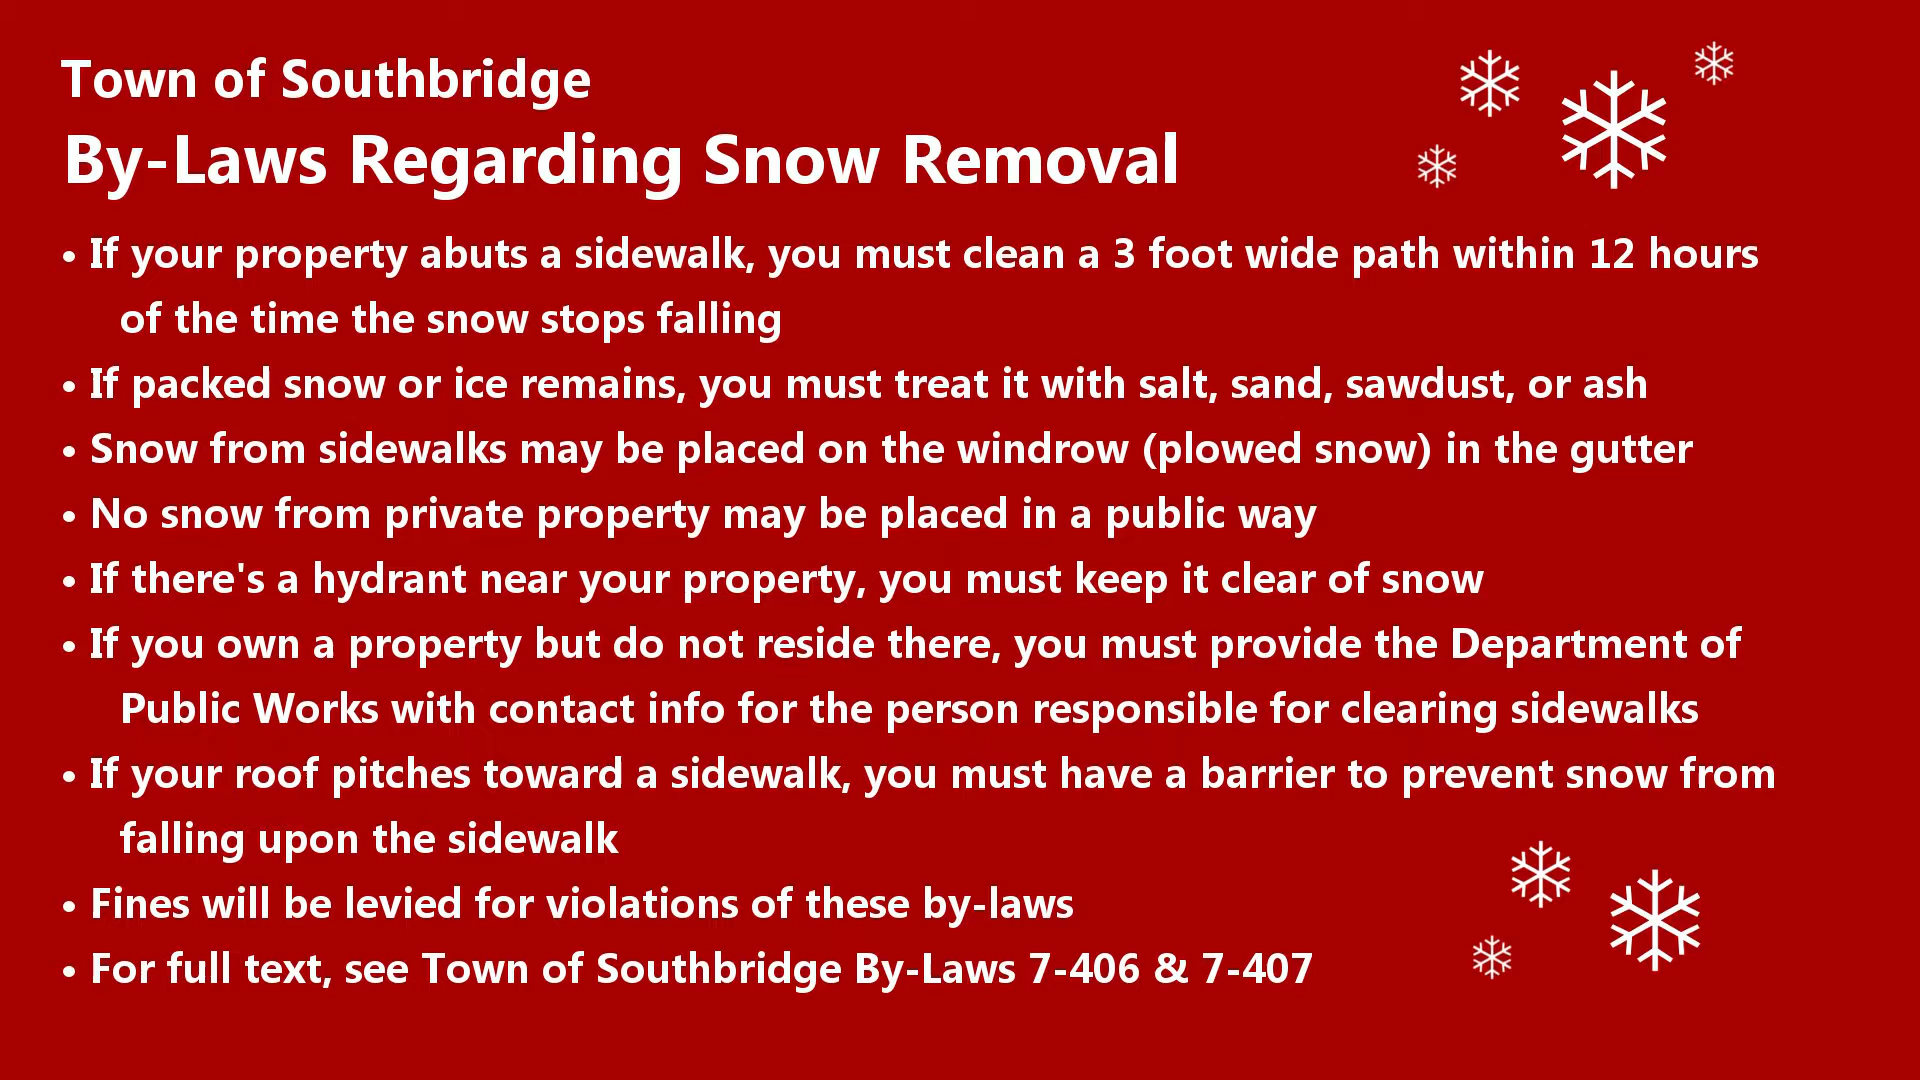 Town of Southbridge
By-Laws Regarding Snow Removal
• If your property abuts a sidewalk, you must clean a 3 foot wide path within 12 hours
of the time the snow stops falling
• If packed snow or ice remains, you must treat it with salt, sand, sawdust, or ash
• Snow from sidewalks may be placed on the windrow (plowed snow) in the gutter
• No snow from private property may be placed in a public way
• If there's a hydrant near your property, you must keep it clear of snow
• If you own a property but do not reside there, you must provide the Department of
Public Works with contact info for the person responsible for clearing sidewalks
• If your roof pitches toward a sidewalk, you must have a barrier to prevent snow from
falling upon the sidewalk
• Fines will be levied for violations of these by-laws
• For full text, see Town of Southbridge By-Laws 7-406 & 7-407